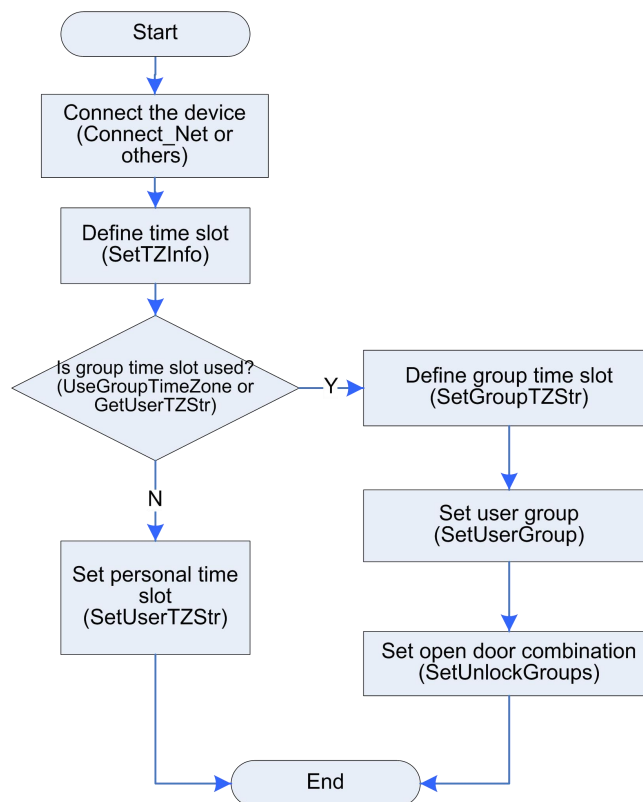 Start
Connect the device
(Connect_Net or
others)
Define time slot
(SetTZInfo)
Is group time slot used?
(UseGroupTimeZone or
GetUserTZStr)
Y
Define group time slot
(SetGroupTZStr)
N
Set user group
(SetUserGroup)
Set personal time
slot
(SetUserTZStr)
Set open door combination
(SetUnlockGroups)
End